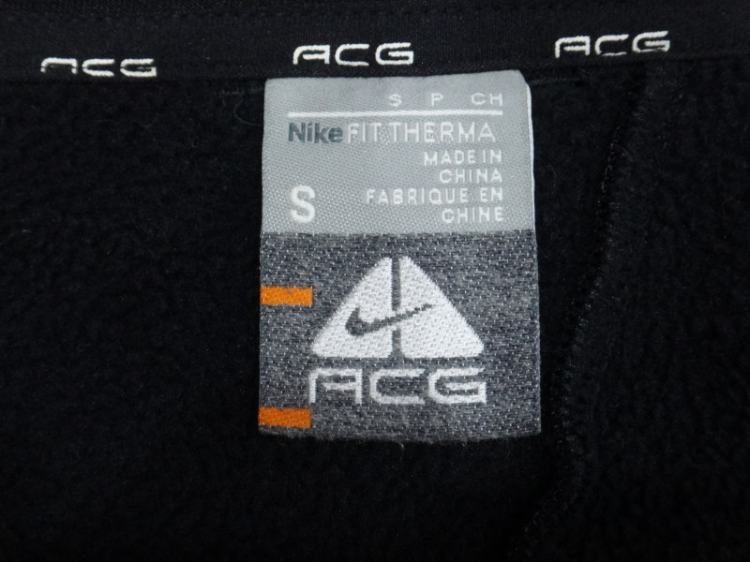 ACG ACG ACG
S P CH
Nike FIT THERMA
MADE IN
CHINA
S
FABRIQUE EN
CHINE
ACG